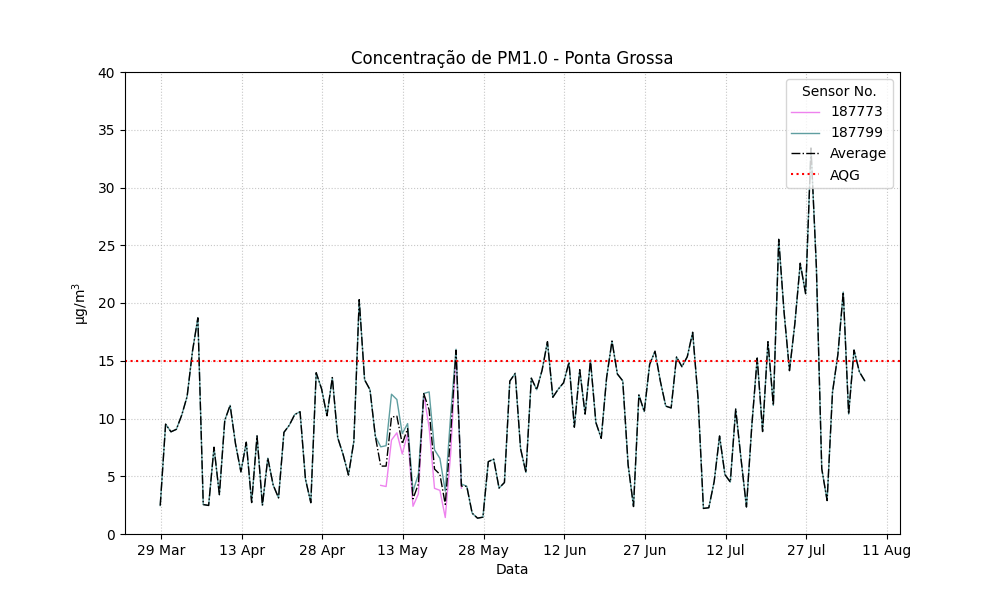 Concentração de PM1.0 - Ponta Grossa
40
35
30
25
20
15
10
5
0
µg/m³
Sensor No.
187773
187799
Average
AQG
29 Mar
13 Apr
28 Apr
13 May
28 May
12 Jun
27 Jun
12 Jul
27 Jul
11 Aug
Data